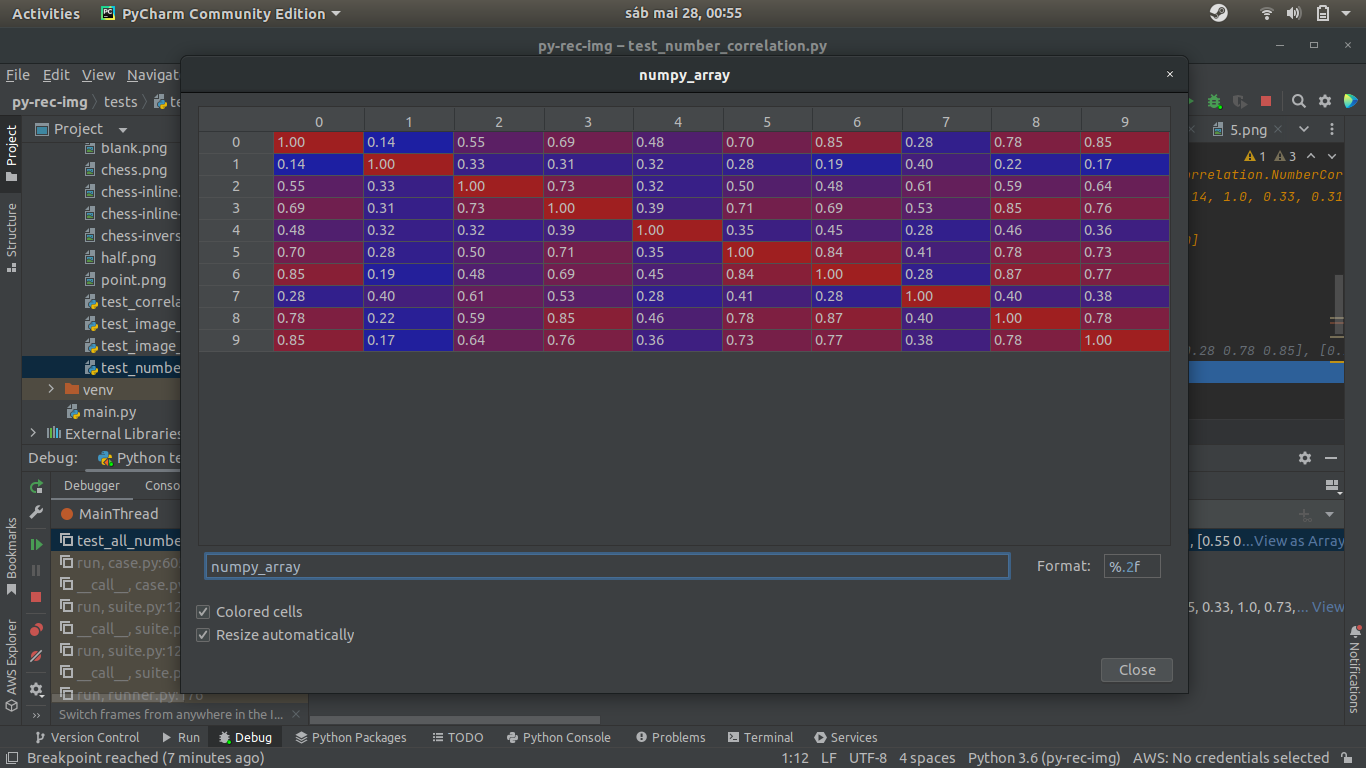 Activities PyCharm Community Edition sáb mai 28, 00:55
py-rec-img – test_number_correlation.py
File Edit View Navigat
numpy_array
py-rec-img tests te
Project 5.png
0 1 2 3 4 5 6 7 8 9
0 1.00 0.14 0.55 0.69 0.48 0.70 0.85 0.28 0.78 0.85
1 0.14 1.00 0.33 0.31 0.32 0.28 0.19 0.40 0.22 0.17
2 0.55 0.33 1.00 0.73 0.32 0.50 0.48 0.61 0.59 0.64
3 0.69 0.31 0.73 1.00 0.39 0.71 0.69 0.53 0.85 0.76
4 0.48 0.32 0.32 0.39 1.00 0.35 0.45 0.28 0.46 0.36
5 0.70 0.28 0.50 0.71 0.35 1.00 0.84 0.41 0.78 0.73
6 0.85 0.19 0.48 0.69 0.45 0.84 1.00 0.28 0.87 0.77
7 0.28 0.40 0.61 0.53 0.28 0.41 0.28 1.00 0.40 0.38
8 0.78 0.22 0.59 0.85 0.46 0.78 0.87 0.40 1.00 0.78
9 0.85 0.17 0.64 0.76 0.36 0.73 0.77 0.38 0.78 1.00
numpy_array Format: %.2f
Colored cells
Resize automatically
Close
Project
Structure
Bookmarks
AWS Explorer
blank.png
chess.png
chess-inline.
chess-inline-
chess-invers
half.png
point.png
test_correla
test_image_
test_image_
test_numbe
venv
main.py
External Libraries
1 3
orrelation.NumberCor
14, 1.0, 0.33, 0.31
]
.28 0.78 0.85], [0.
Debug: Python te
Debugger Conso
MainThread
test_all_numbe
run, case.py:60
__call__, case.p
run, suite.py:12
__call__, suite.p
run, suite.py:12
__call__, suite.p
run, runner.py:176
Switch frames from anywhere in the I...
, [0.55 0...View as Array
5, 0.33, 1.0, 0.73,... View
Notifications
Version Control Run Debug Python Packages TODO Python Console Problems Terminal Services
Breakpoint reached (7 minutes ago) 1:12 LF UTF-8 4 spaces Python 3.6 (py-rec-img) AWS: No credentials selected